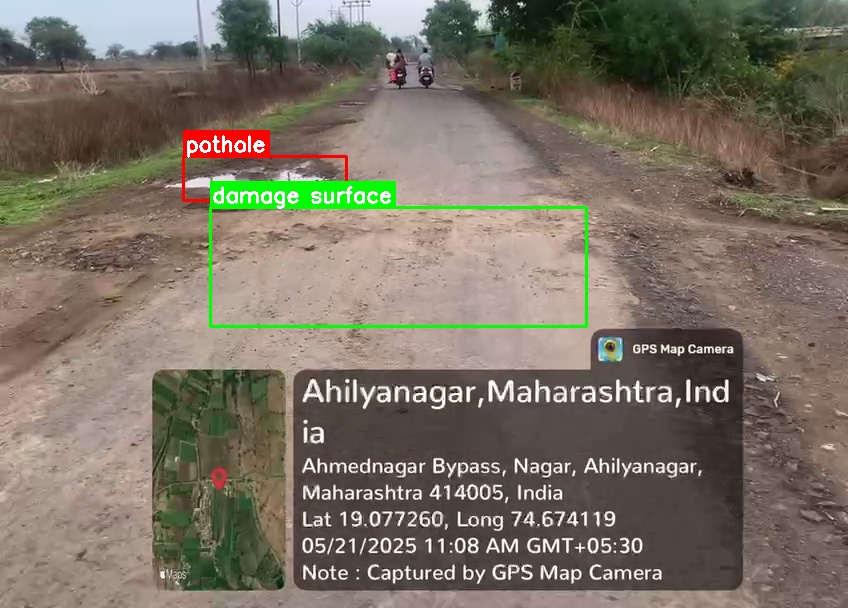 pothole
damage surface
GPS Map Camera
Ahilyanagar,Maharashtra,Ind
ia
Ahmednagar Bypass, Nagar, Ahilyanagar,
Maharashtra 414005, India
Lat 19.077260, Long 74.674119
05/21/2025 11:08 AM GMT+05:30
Note : Captured by GPS Map Camera
Maps